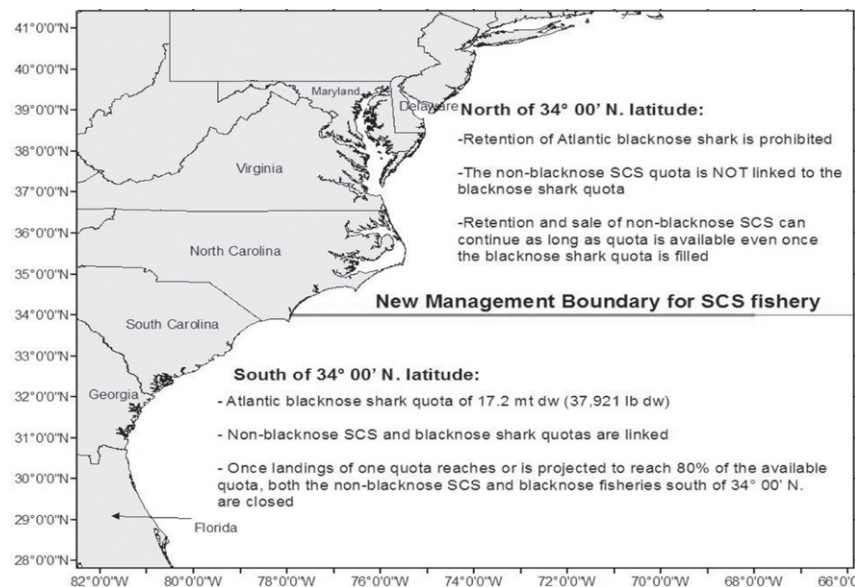 41°0'0"N
40°0'0"N
39°0'0"N
38°0'0"N
37°0'0"N
36°0'0"N
35°0'0"N
34°0'0"N
33°0'0"N
32°0'0"N
31°0'0"N
30°0'0"N
29°0'0"N
28°0'0"N
Maryland
Delaware
Virginia
North Carolina
South Carolina
Georgia
Florida
North of 34° 00' N. latitude:
-Retention of Atlantic blacknose shark is prohibited
-The non-blacknose SCS quota is NOT linked to the
blacknose shark quota
-Retention and sale of non-blacknose SCS can
continue as long as quota is available even once
the blacknose shark quota is filled
New Management Boundary for SCS fishery
South of 34° 00' N. latitude:
- Atlantic blacknose shark quota of 17.2 mt dw (37,921 lb dw)
- Non-blacknose SCS and blacknose shark quotas are linked
- Once landings of one quota reaches or is projected to reach 80% of the available
quota, both the non-blacknose SCS and blacknose fisheries south of 34° 00' N.
are closed
82°0'0"W 80°0'0"W 78°0'0"W 76°0'0"W 74°0'0"W 72°0'0"W 70°0'0"W 68°0'0"W 66°0'0"W